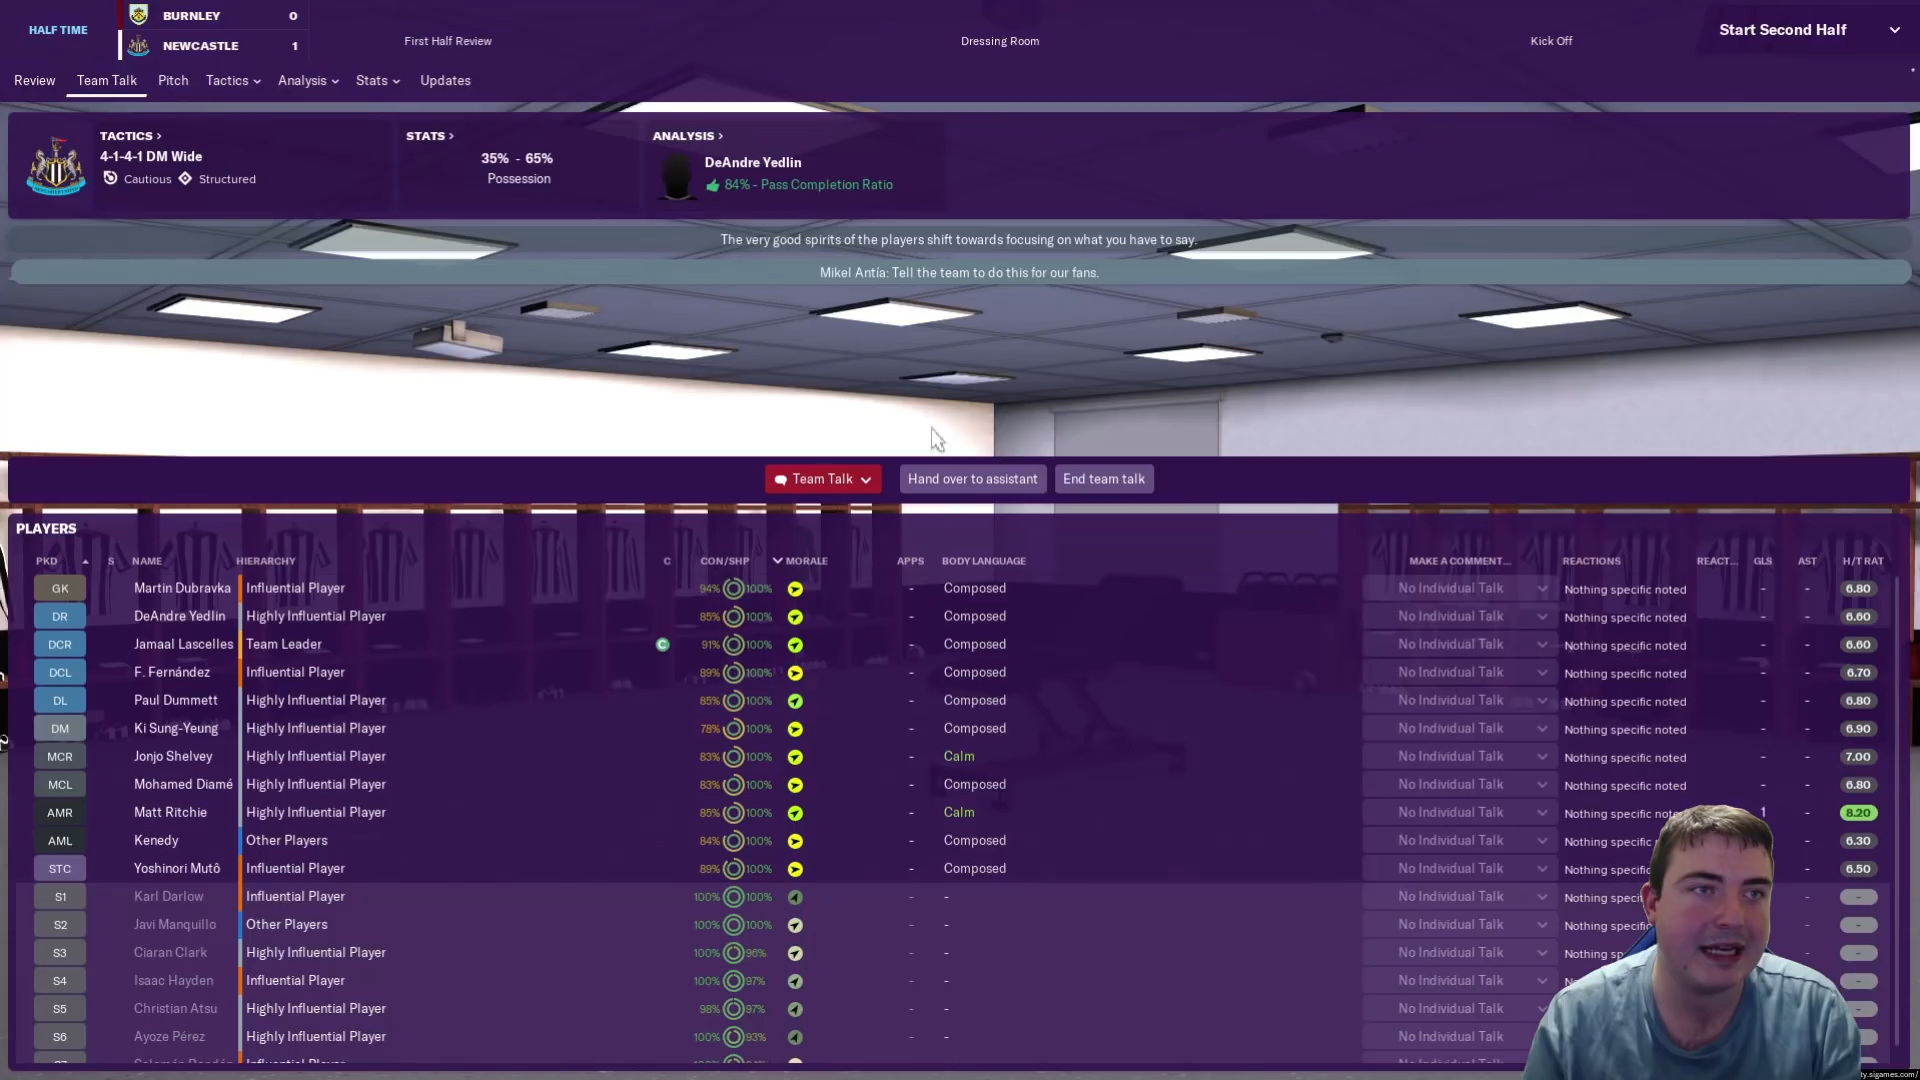 HALF TIME
BURNLEY 0
NEWCASTLE 1
First Half Review
Dressing Room
Kick Off
Start Second Half
Review Team Talk Pitch Tactics Analysis Stats Updates
TACTICS >
4-1-4-1 DM Wide
Cautious Structured
STATS >
35% - 65%
Possession
ANALYSIS >
DeAndre Yedlin
84% - Pass Completion Ratio
The very good spirits of the players shift towards focusing on what you have to say.
Mikel Antía: Tell the team to do this for our fans.
Team Talk Hand over to assistant End team talk
PLAYERS
PKD S NAME HIERARCHY C CON/SHP MORALE APPS BODY LANGUAGE MAKE A COMMENT... REACTIONS REACT... GLS AST H/T RAT
GK Martin Dubravka Influential Player 94% 100% - Composed No Individual Talk Nothing specific noted - - 6.80
DR DeAndre Yedlin Highly Influential Player 85% 100% - Composed No Individual Talk Nothing specific noted - - 6.60
DCR Jamaal Lascelles Team Leader C 91% 100% - Composed No Individual Talk Nothing specific noted - - 6.60
DCL F. Fernández Influential Player 89% 100% - Composed No Individual Talk Nothing specific noted - - 6.70
DL Paul Dummett Highly Influential Player 85% 100% - Composed No Individual Talk Nothing specific noted - - 6.80
DM Ki Sung-Yeung Highly Influential Player 78% 100% - Composed No Individual Talk Nothing specific noted - - 6.90
MCR Jonjo Shelvey Highly Influential Player 83% 100% - Calm No Individual Talk Nothing specific noted - - 7.00
MCL Mohamed Diamé Highly Influential Player 83% 100% - Composed No Individual Talk Nothing specific noted - - 6.80
AMR Matt Ritchie Highly Influential Player 85% 100% - Calm No Individual Talk Nothing specific 1 - 8.20
AML Kenedy Other Players 84% 100% - Composed No Individual Talk Nothing specific - 6.30
STC Yoshinori Mutô Influential Player 89% 100% - Composed No Individual Talk Nothing - 6.50
S1 Karl Darlow Influential Player 100% 100% - - No Individual Talk Nothing - -
S2 Javi Manquillo Other Players 100% 100% - - No Individual Talk Nothing - -
S3 Ciaran Clark Highly Influential Player 100% 96% - - No Individual Talk Nothing - -
S4 Isaac Hayden Influential Player 100% 97% - - No Individual Talk - -
S5 Christian Atsu Highly Influential Player 98% 97% - - No Individual Talk
S6 Ayoze Pérez Highly Influential Player 100% 93% - - No Individual Talk
No Individual Talk